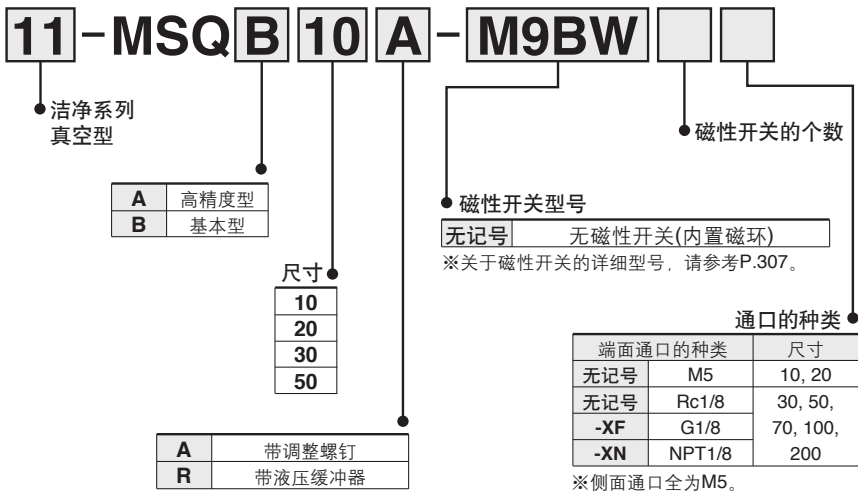 11-MSQB10A-M9BW
洁净系列
真空型
A 高精度型
B 基本型
尺寸
10
20
30
50
A 带调整螺钉
R 带液压缓冲器
磁性开关的个数
磁性开关型号
无记号 无磁性开关(内置磁环)
※关于磁性开关的详细型号，请参考P.307。
通口的种类
端面通口的种类 尺寸
无记号 M5 10, 20
无记号 Rc1/8 30, 50,
-XF G1/8 70, 100,
-XN NPT1/8 200
※侧面通口全为M5。